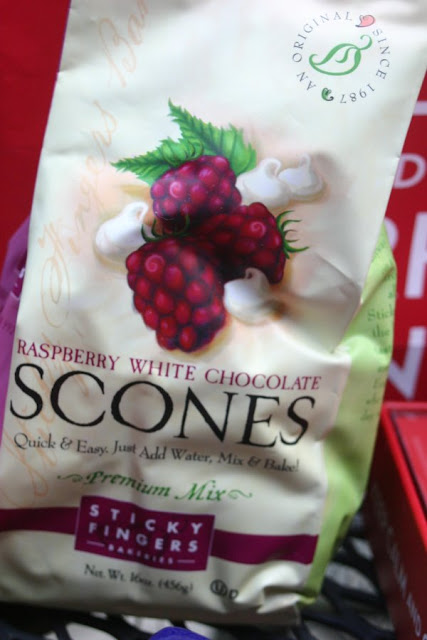 AN ORIGINAL SINCE 1987
RASPBERRY WHITE CHOCOLATE
SCONES
Quick & Easy. Just Add Water, Mix & Bake!
Premium Mix
STICKY
FINGERS
BAKERIES
Net. Wt. 16oz. (456g)